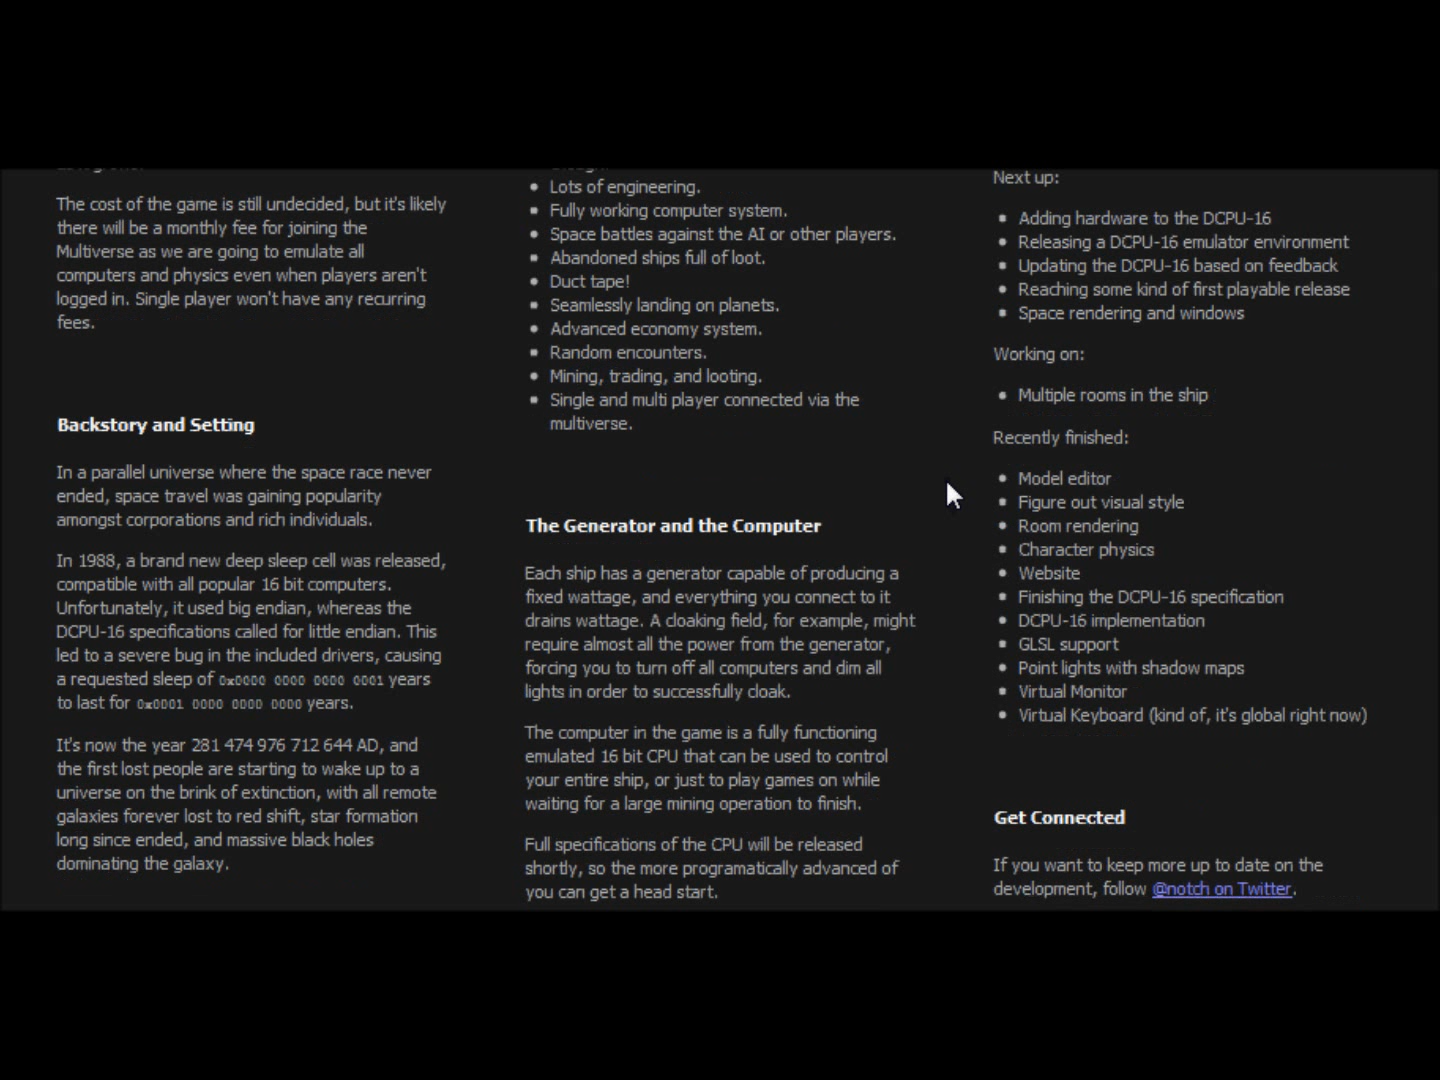 The cost of the game is still undecided, but it's likely
there will be a monthly fee for joining the
Multiverse as we are going to emulate all
computers and physics even when players aren't
logged in. Single player won't have any recurring
fees.
Backstory and Setting
In a parallel universe where the space race never
ended, space travel was gaining popularity
amongst corporations and rich individuals.
In 1988, a brand new deep sleep cell was released,
compatible with all popular 16 bit computers.
Unfortunately, it used big endian, whereas the
DCPU-16 specifications called for little endian. This
led to a severe bug in the included drivers, causing
a requested sleep of 0x0000 0000 0000 0001 years
to last for 0x0001 0000 0000 0000 years.
It's now the year 281 474 976 712 644 AD, and
the first lost people are starting to wake up to a
universe on the brink of extinction, with all remote
galaxies forever lost to red shift, star formation
long since ended, and massive black holes
dominating the galaxy.
Lots of engineering.
Fully working computer system.
Space battles against the AI or other players.
Abandoned ships full of loot.
Duct tape!
Seamlessly landing on planets.
Advanced economy system.
Random encounters.
Mining, trading, and looting.
Single and multi player connected via the
multiverse.
The Generator and the Computer
Each ship has a generator capable of producing a
fixed wattage, and everything you connect to it
drains wattage. A cloaking field, for example, might
require almost all the power from the generator,
forcing you to turn off all computers and dim all
lights in order to successfully cloak.
The computer in the game is a fully functioning
emulated 16 bit CPU that can be used to control
your entire ship, or just to play games on while
waiting for a large mining operation to finish.
Full specifications of the CPU will be released
shortly, so the more programatically advanced of
you can get a head start.
Next up:
Adding hardware to the DCPU-16
Releasing a DCPU-16 emulator environment
Updating the DCPU-16 based on feedback
Reaching some kind of first playable release
Space rendering and windows
Working on:
Multiple rooms in the ship
Recently finished:
Model editor
Figure out visual style
Room rendering
Character physics
Website
Finishing the DCPU-16 specification
DCPU-16 implementation
GLSL support
Point lights with shadow maps
Virtual Monitor
Virtual Keyboard (kind of, it's global right now)
Get Connected
If you want to keep more up to date on the
development, follow @notch on Twitter.